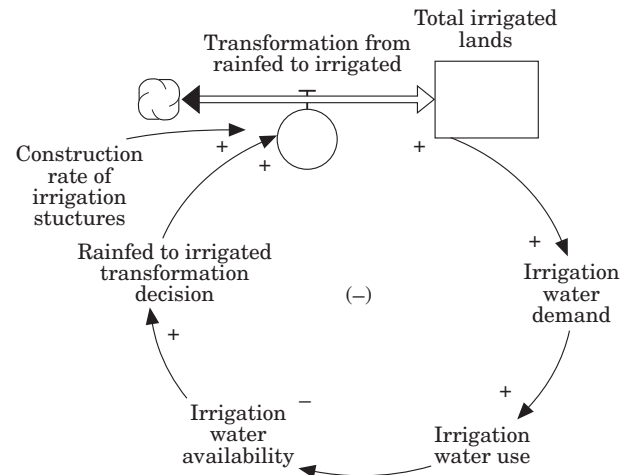 Total irrigated
lands
Transformation from
rainfed to irrigated
+
+
+
Construction
rate of
irrigation
stuctures
Rainfed to irrigated
transformation
decision
+
Irrigation
water
demand
(–)
+
+
–
Irrigation
water
availability
Irrigation
water use